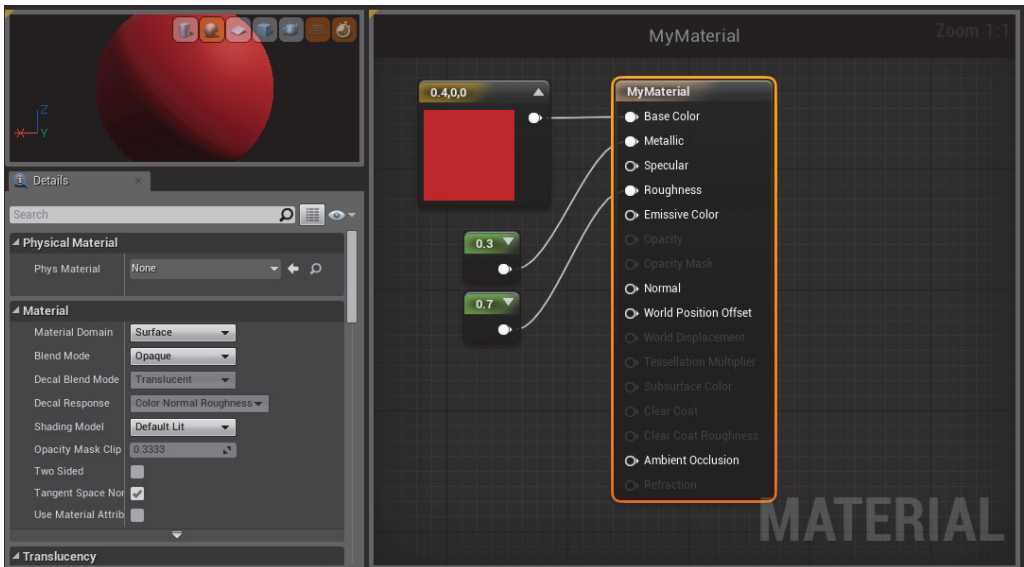 Z
X
Y
Details
Search
Physical Material
Phys Material
None
Material
Material Domain
Surface
Blend Mode
Opaque
Decal Blend Mode
Translucent
Decal Response
Color Normal Roughness
Shading Model
Default Lit
Opacity Mask Clip
0.3333
Two Sided
Tangent Space Nor
Use Material Attrib
Translucency
MyMaterial
Zoom 1:1
0.4,0,0
0.3
0.7
MyMaterial
Base Color
Metallic
Specular
Roughness
Emissive Color
Opacity
Opacity Mask
Normal
World Position Offset
World Displacement
Tessellation Multiplier
Subsurface Color
Clear Coat
Clear Coat Roughness
Ambient Occlusion
Refraction
MATERIAL